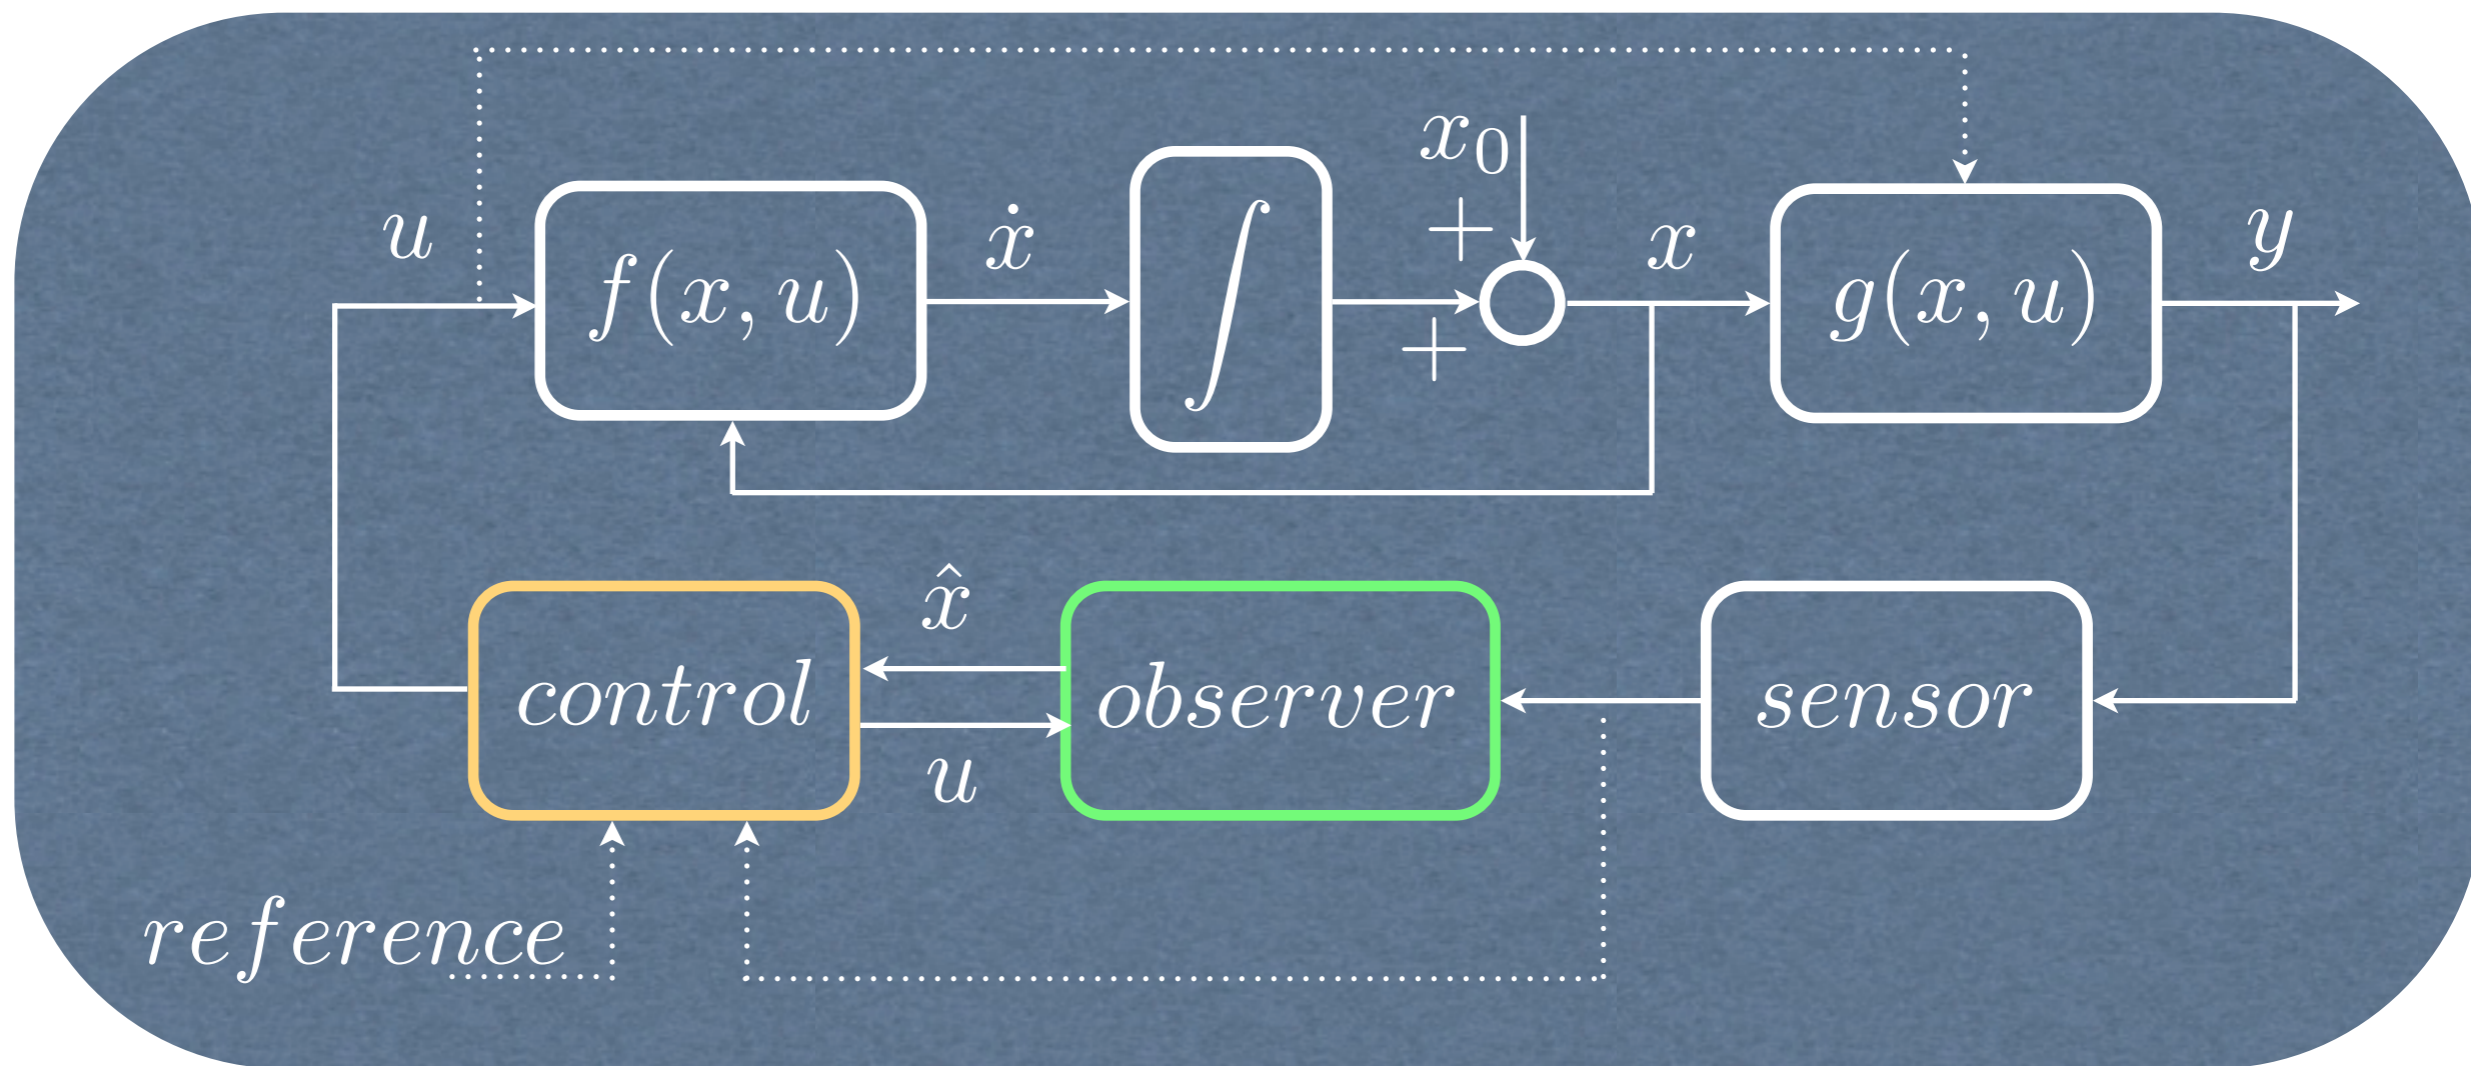 x₀
u
ẋ
x
y
+
f(x, u)
∫
g(x, u)
+
x̂
control
observer
sensor
u
reference